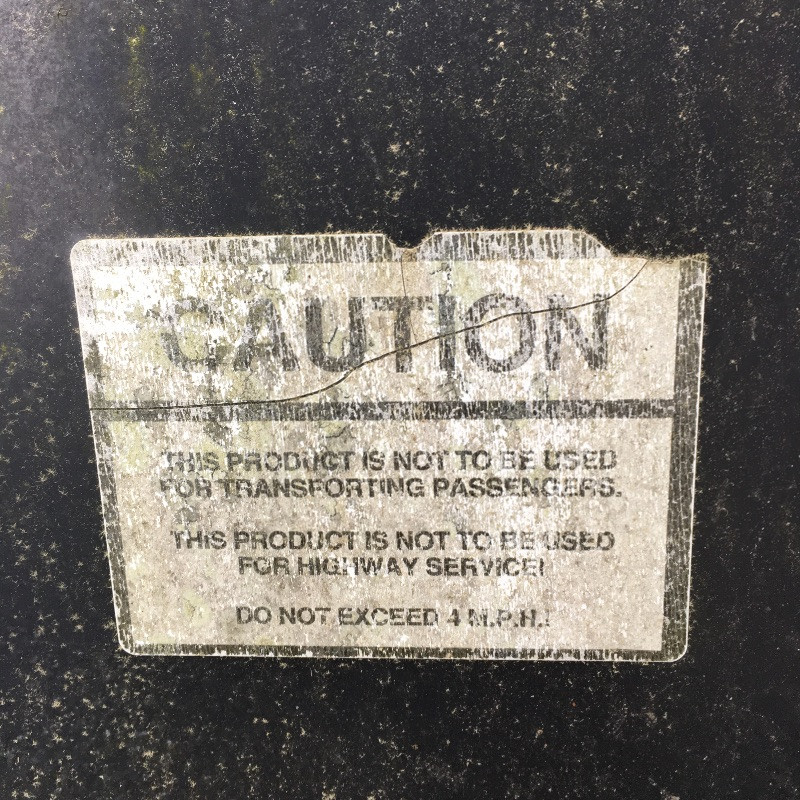 CAUTION
THIS PRODUCT IS NOT TO BE USED
FOR TRANSPORTING PASSENGERS.
THIS PRODUCT IS NOT TO BE USED
FOR HIGHWAY SERVICE!
DO NOT EXCEED 4 M.P.H.!